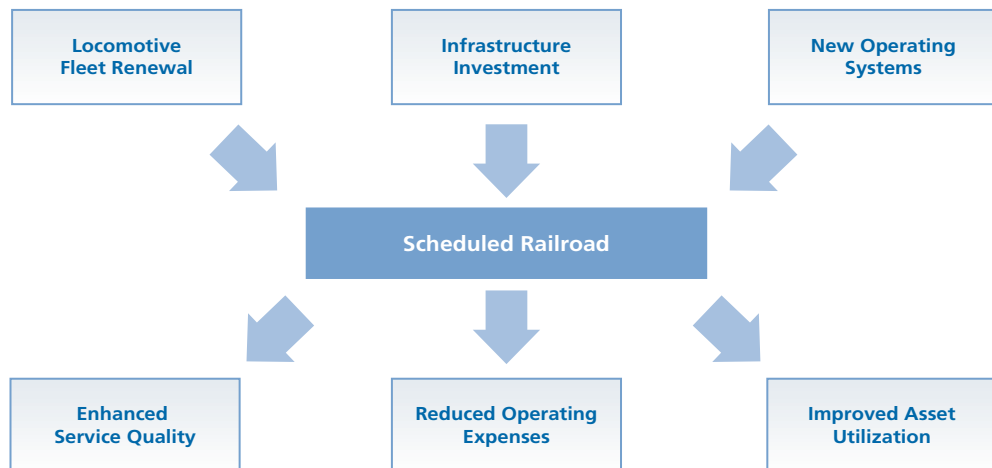 Locomotive
Fleet Renewal
Infrastructure
Investment
New Operating
Systems
Scheduled Railroad
Enhanced
Service Quality
Reduced Operating
Expenses
Improved Asset
Utilization